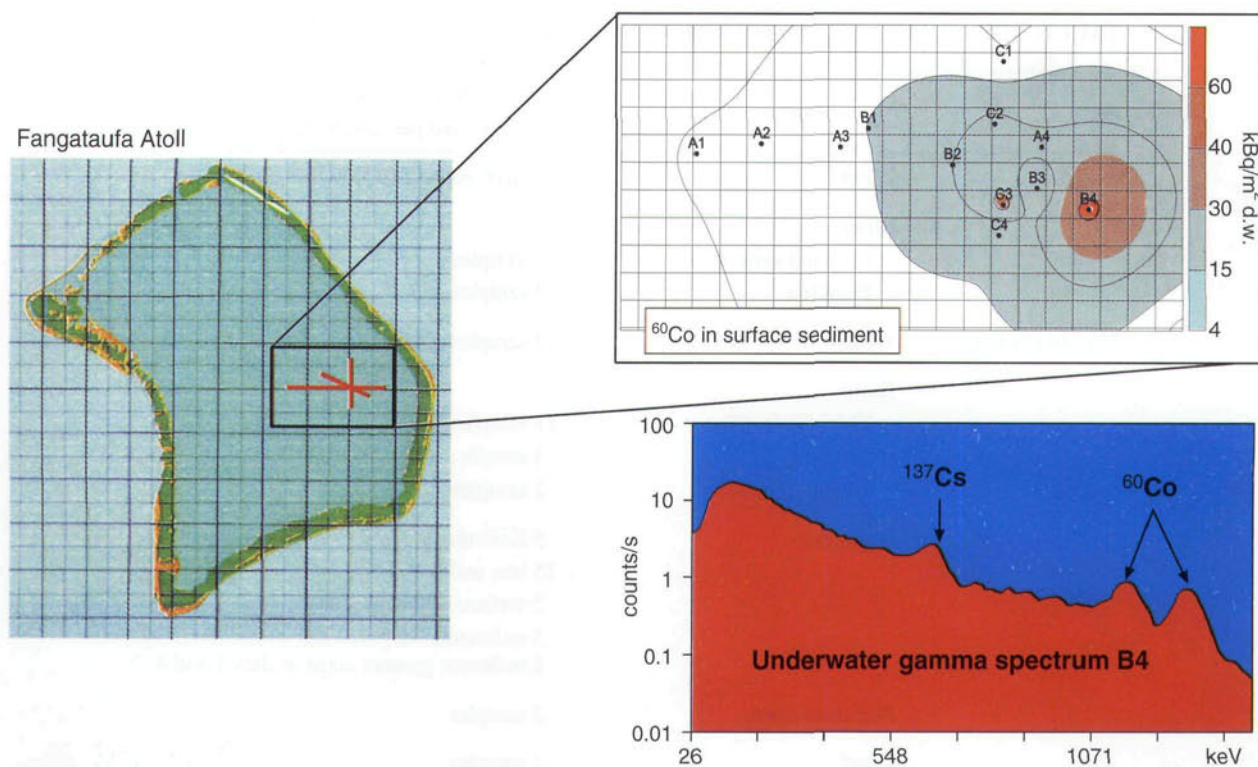 Fangataufa Atoll
C1
B1
C2
A1
A2
A3
A4
B2
B3
C3
B4
C4
60
40
30
15
4
kBq/m² d.w.
⁶⁰Co in surface sediment
100
10
1
0.1
0.01
counts/s
¹³⁷Cs
⁶⁰Co
Underwater gamma spectrum B4
26
548
1071
keV